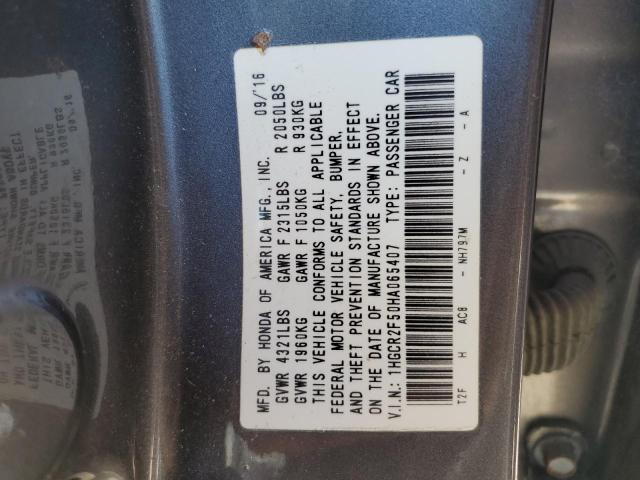 MFD. BY HONDA OF AMERICA MFG., INC. 09/'16
GVWR 4321LBS GAWR F 2315LBS R 2050LBS
GVWR 1960KG GAWR F 1050KG R 930KG
THIS VEHICLE CONFORMS TO ALL APPLICABLE
FEDERAL MOTOR VEHICLE SAFETY, BUMPER,
AND THEFT PREVENTION STANDARDS IN EFFECT
ON THE DATE OF MANUFACTURE SHOWN ABOVE.
V.I.N.: 1HGCR2F50HA065407 TYPE: PASSENGER CAR
T2F H AC8 - NH797M - Z - A